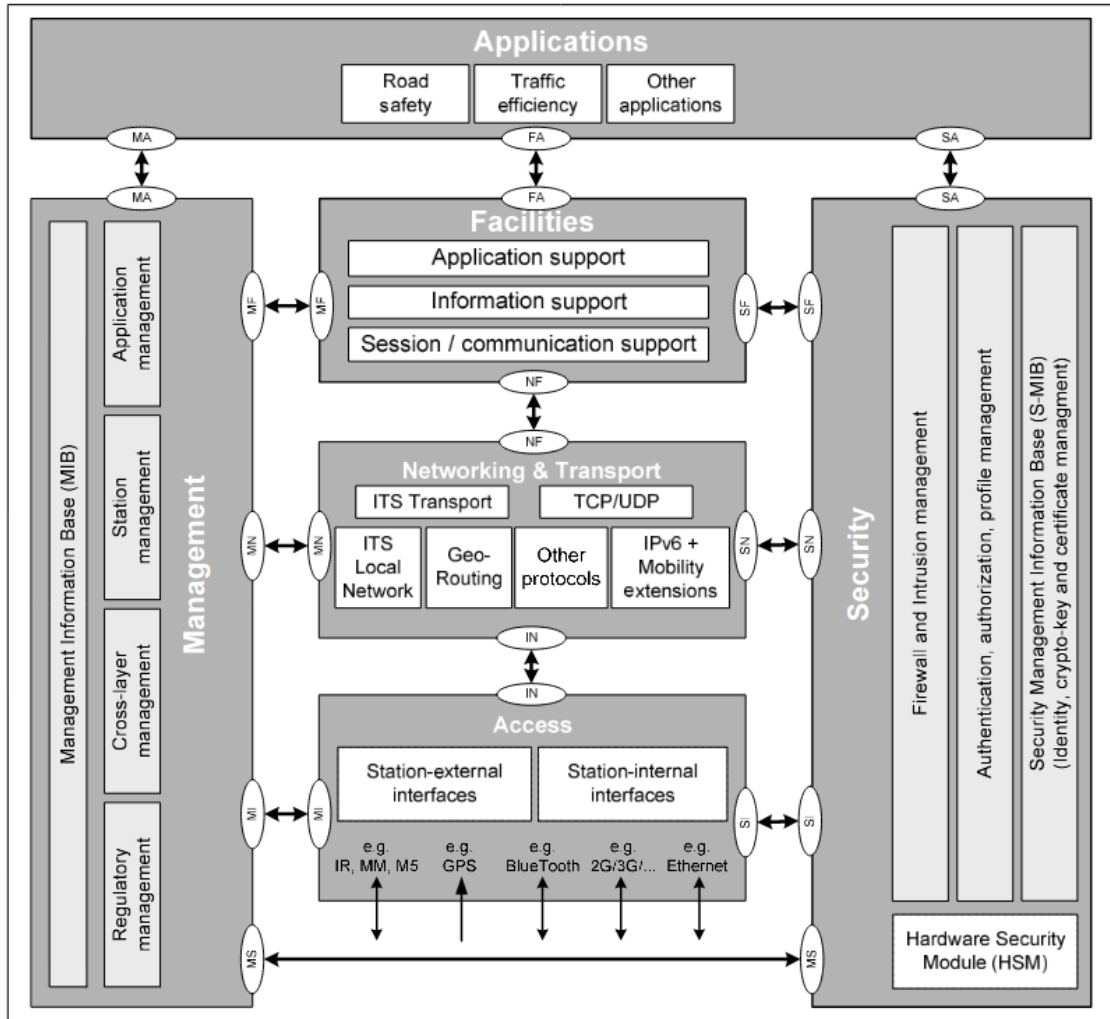 Applications
Road
safety
Traffic
efficiency
Other
applications
MA
FA
SA
MA
FA
SA
Management Information Base (MIB)
Application
management
Station
management
Cross-layer
management
Regulatory
management
Management
MF
MF
MN
MN
MI
MI
MS
Facilities
Application support
Information support
Session / communication support
NF
NF
Networking & Transport
ITS Transport
TCP/UDP
ITS
Local
Network
Geo-
Routing
Other
protocols
IPv6 +
Mobility
extensions
IN
IN
Access
Station-external
interfaces
Station-internal
interfaces
e.g.
IR, MM, M5
e.g.
GPS
e.g.
BlueTooth
e.g.
2G/3G/...
e.g.
Ethernet
SF
SF
SN
SN
SI
SI
MS
Security
Firewall and Intrusion management
Authentication, authorization, profile management
Security Management Information Base (S-MIB)
(Identity, crypto-key and certificate managment)
Hardware Security
Module (HSM)